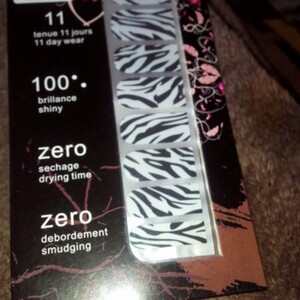 11
tenue 11 jours
11 day wear
100%
brillance
shiny
zero
sechage
drying time
zero
debordement
smudging